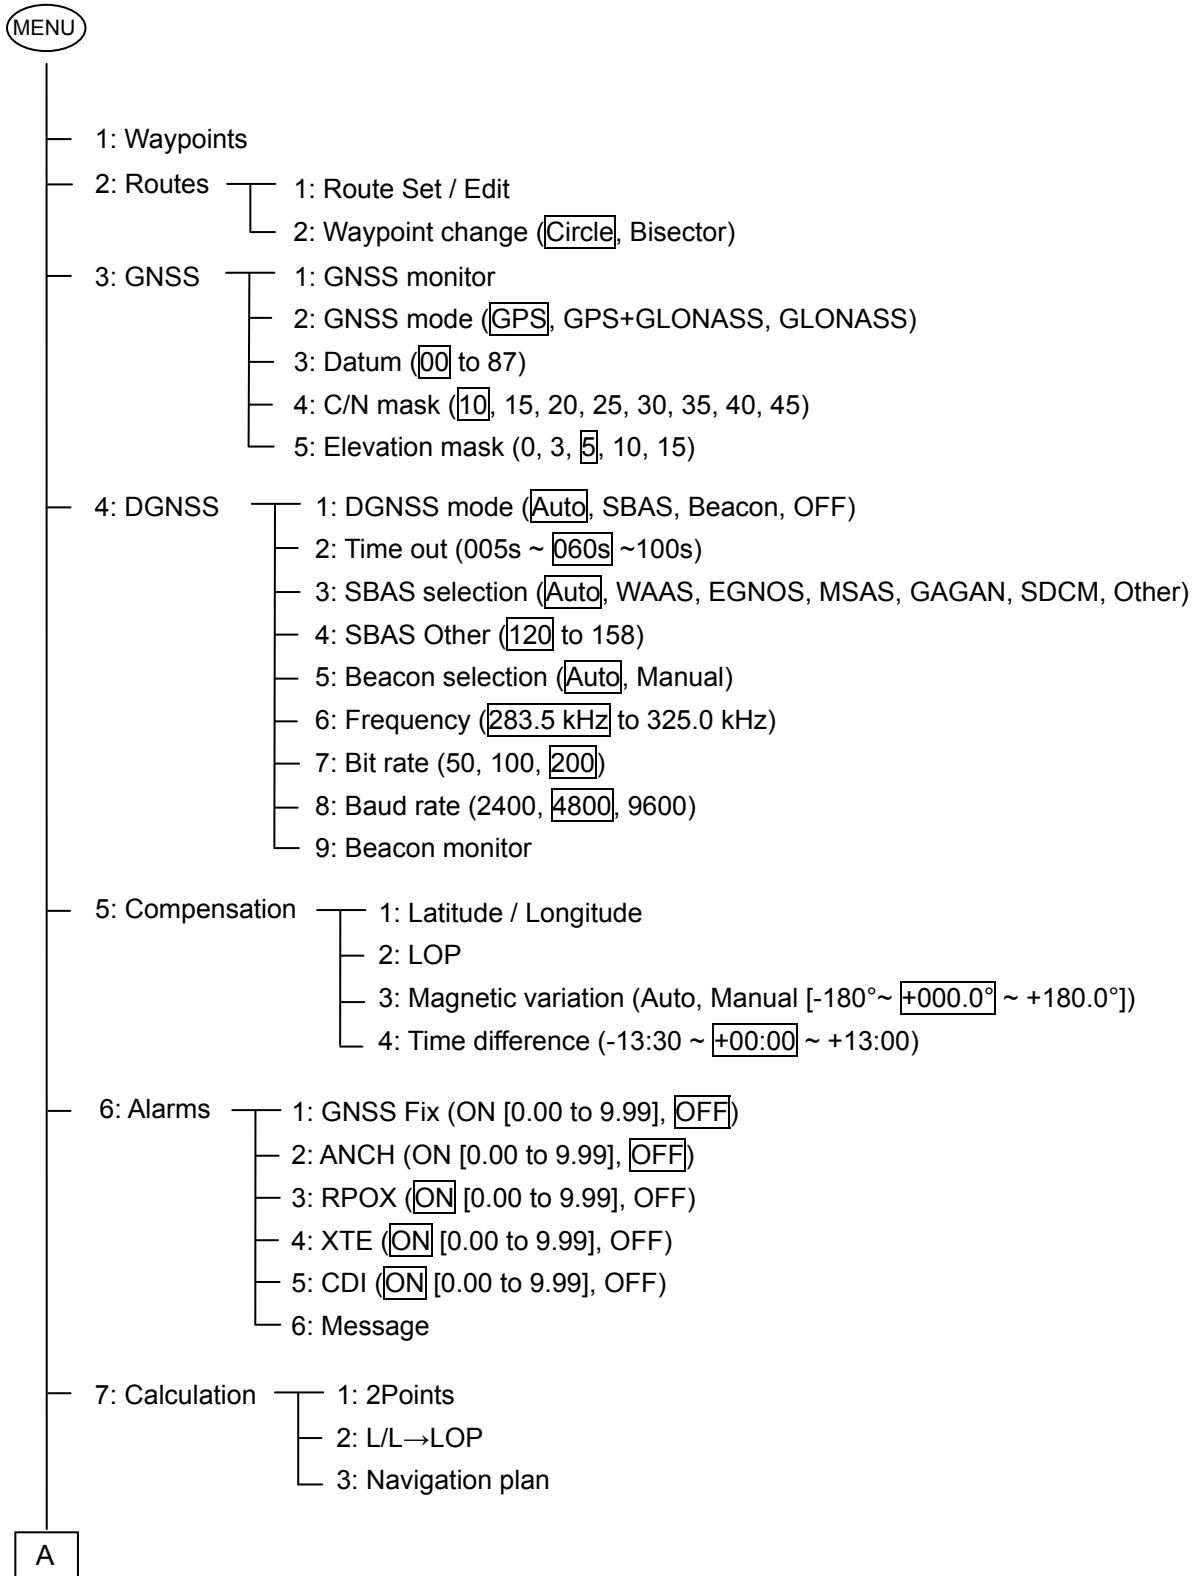 MENU
1: Waypoints
2: Routes
1: Route Set / Edit
2: Waypoint change (Circle, Bisector)
3: GNSS
1: GNSS monitor
2: GNSS mode (GPS, GPS+GLONASS, GLONASS)
3: Datum (00 to 87)
4: C/N mask (10, 15, 20, 25, 30, 35, 40, 45)
5: Elevation mask (0, 3, 5, 10, 15)
4: DGNSS
1: DGNSS mode (Auto, SBAS, Beacon, OFF)
2: Time out (005s ~ 060s ~100s)
3: SBAS selection (Auto, WAAS, EGNOS, MSAS, GAGAN, SDCM, Other)
4: SBAS Other (120 to 158)
5: Beacon selection (Auto, Manual)
6: Frequency (283.5 kHz to 325.0 kHz)
7: Bit rate (50, 100, 200)
8: Baud rate (2400, 4800, 9600)
9: Beacon monitor
5: Compensation
1: Latitude / Longitude
2: LOP
3: Magnetic variation (Auto, Manual [-180°~ +000.0° ~ +180.0°])
4: Time difference (-13:30 ~ +00:00 ~ +13:00)
6: Alarms
1: GNSS Fix (ON [0.00 to 9.99], OFF)
2: ANCH (ON [0.00 to 9.99], OFF)
3: RPOX (ON [0.00 to 9.99], OFF)
4: XTE (ON [0.00 to 9.99], OFF)
5: CDI (ON [0.00 to 9.99], OFF)
6: Message
7: Calculation
1: 2Points
2: L/L→LOP
3: Navigation plan
A